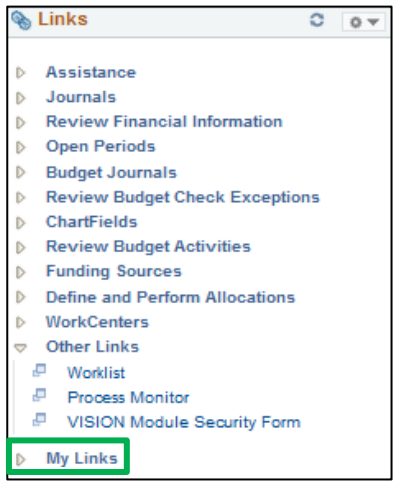 Links
Assistance
Journals
Review Financial Information
Open Periods
Budget Journals
Review Budget Check Exceptions
ChartFields
Review Budget Activities
Funding Sources
Define and Perform Allocations
WorkCenters
Other Links
Worklist
Process Monitor
VISION Module Security Form
My Links